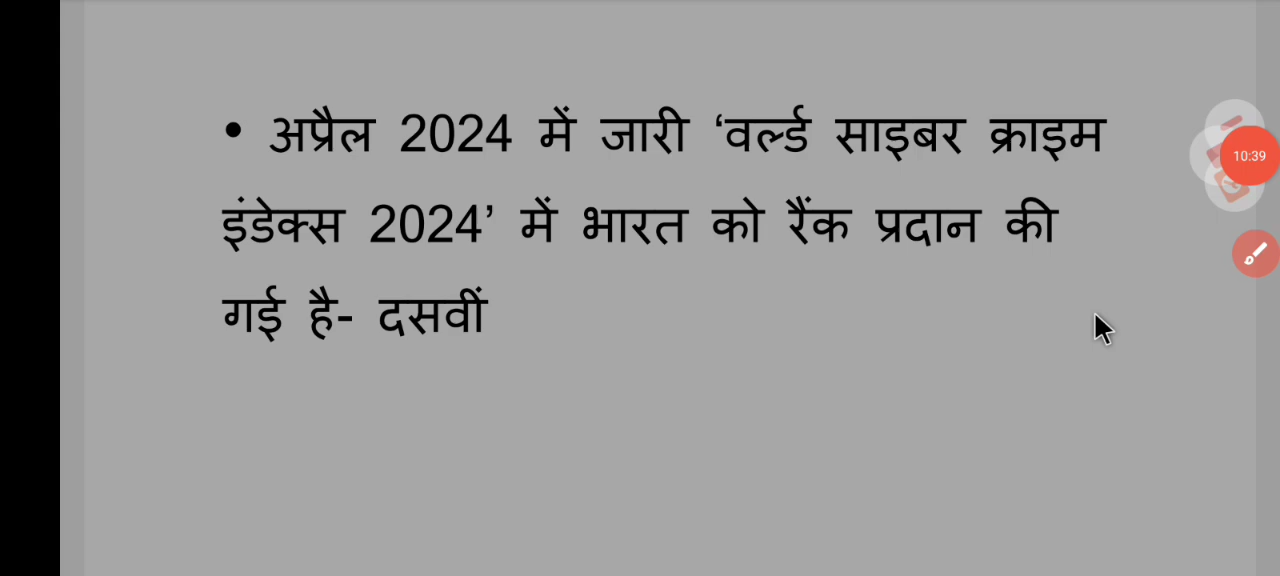 • अप्रैल 2024 में जारी ‘वर्ल्ड साइबर क्राइम
इंडेक्स 2024’ में भारत को रैंक प्रदान की
गई है- दसवीं
10:39